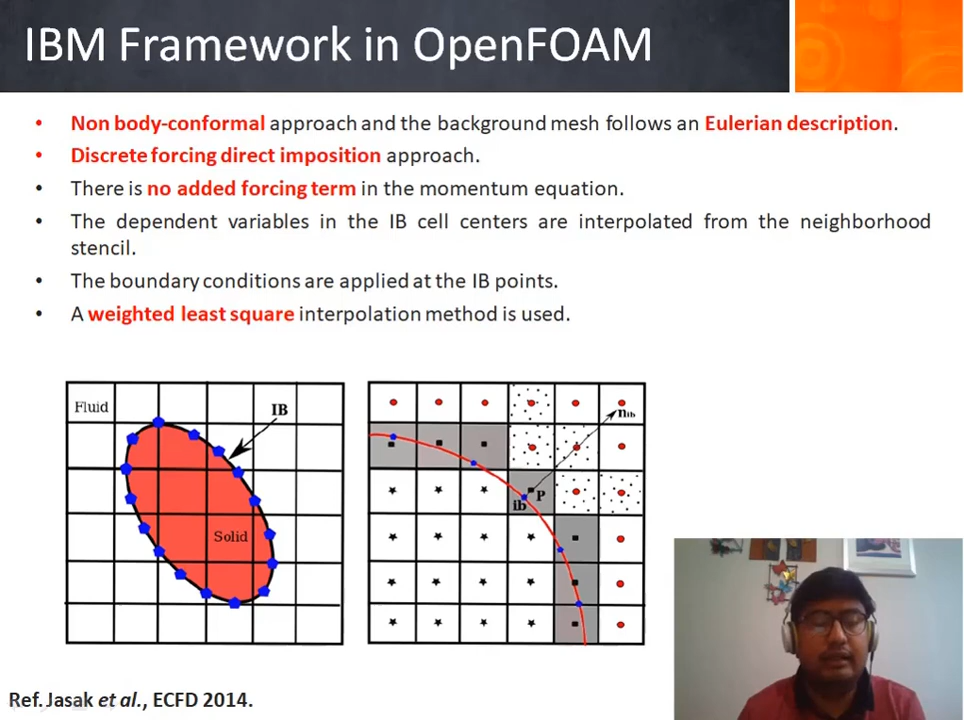 IBM Framework in OpenFOAM
• Non body-conformal approach and the background mesh follows an Eulerian description.
• Discrete forcing direct imposition approach.
• There is no added forcing term in the momentum equation.
• The dependent variables in the IB cell centers are interpolated from the neighborhood
stencil.
• The boundary conditions are applied at the IB points.
• A weighted least square interpolation method is used.
Fluid
IB
Solid
nib
P
ib
Ref. Jasak et al., ECFD 2014.